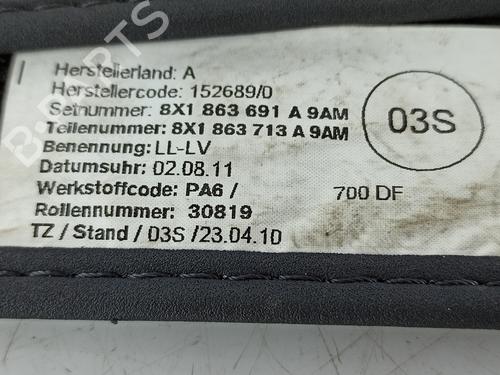 Herstellerland: A
Herstellercode: 152689/0
Setnummer: 8X1 863 691 A 9AM
Teilenummer: 8X1 863 713 A 9AM
Benennung: LL-LV
Datumsuhr: 02.08.11
Werkstoffcode: PA6 / 700 DF
Rollennummer: 30819
TZ / Stand / 03S /23.04.10
03S
B-PARTS